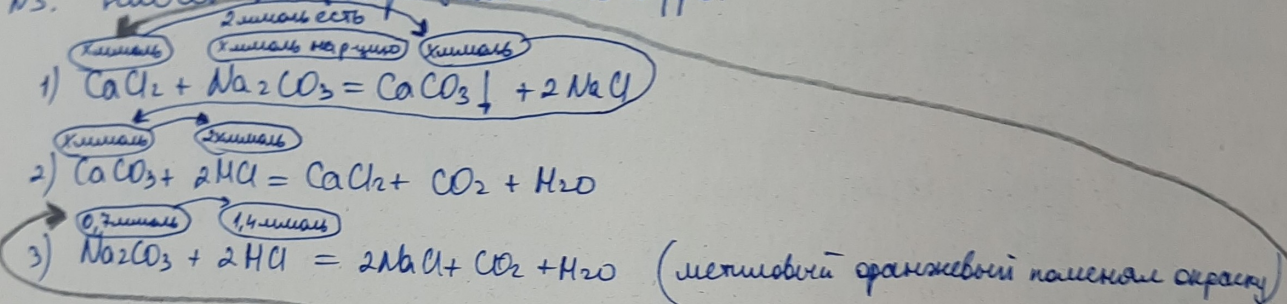 №3.
2 ммоль есть
x ммоль x ммоль на р-цию x ммоль
1) CaCl₂ + Na₂CO₃ = CaCO₃↓ + 2NaCl
x ммоль 2x ммоль
2) CaCO₃ + 2HCl = CaCl₂ + CO₂ + H₂O
0,7 ммоль 1,4 ммоль
3) Na₂CO₃ + 2HCl = 2NaCl + CO₂ + H₂O (метиловый оранжевый поменял окраску)